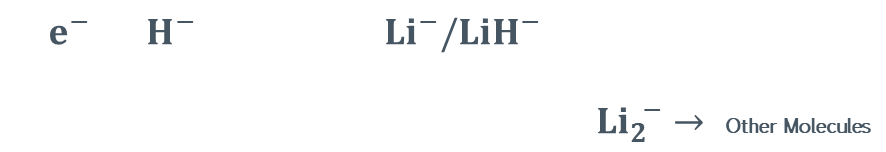 e⁻ H⁻ Li⁻/LiH⁻
Li₂⁻ → Other Molecules